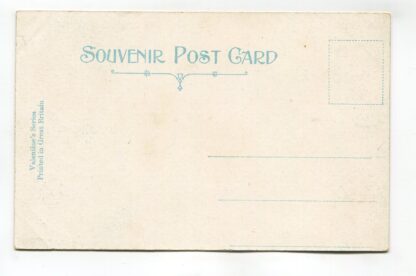 SOUVENIR POST CARD
Valentine's Series
Printed in Great Britain